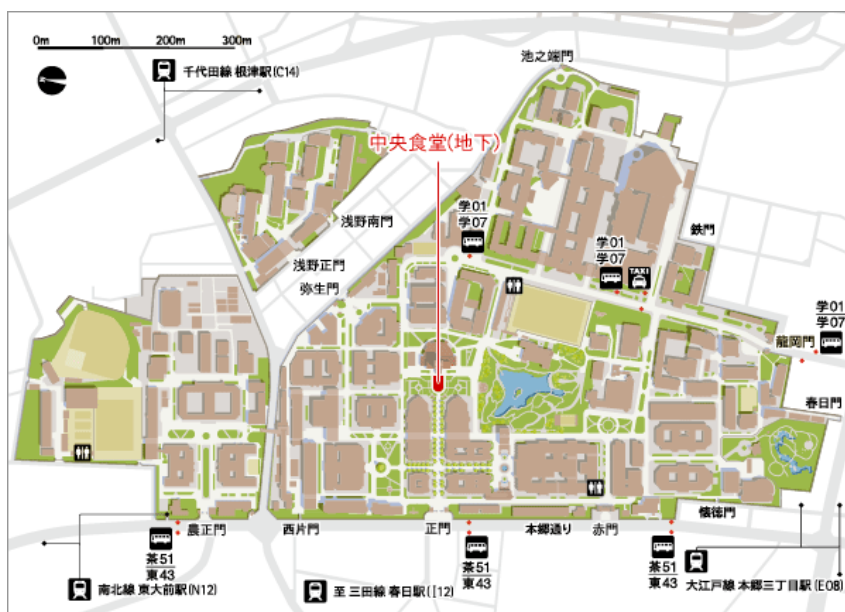 0m 100m 200m 300m
千代田線 根津駅(C14)
池之端門
中央食堂(地下)
学01
学07
浅野南門
浅野正門
弥生門
学01
学07
TAXI
鉄門
学01
学07
龍岡門
春日門
懐徳門
農正門
西片門
正門
本郷通り
赤門
茶51
東43
茶51
東43
茶51
東43
南北線 東大前駅(N12)
至 三田線 春日駅(I12)
大江戸線 本郷三丁目駅(E08)